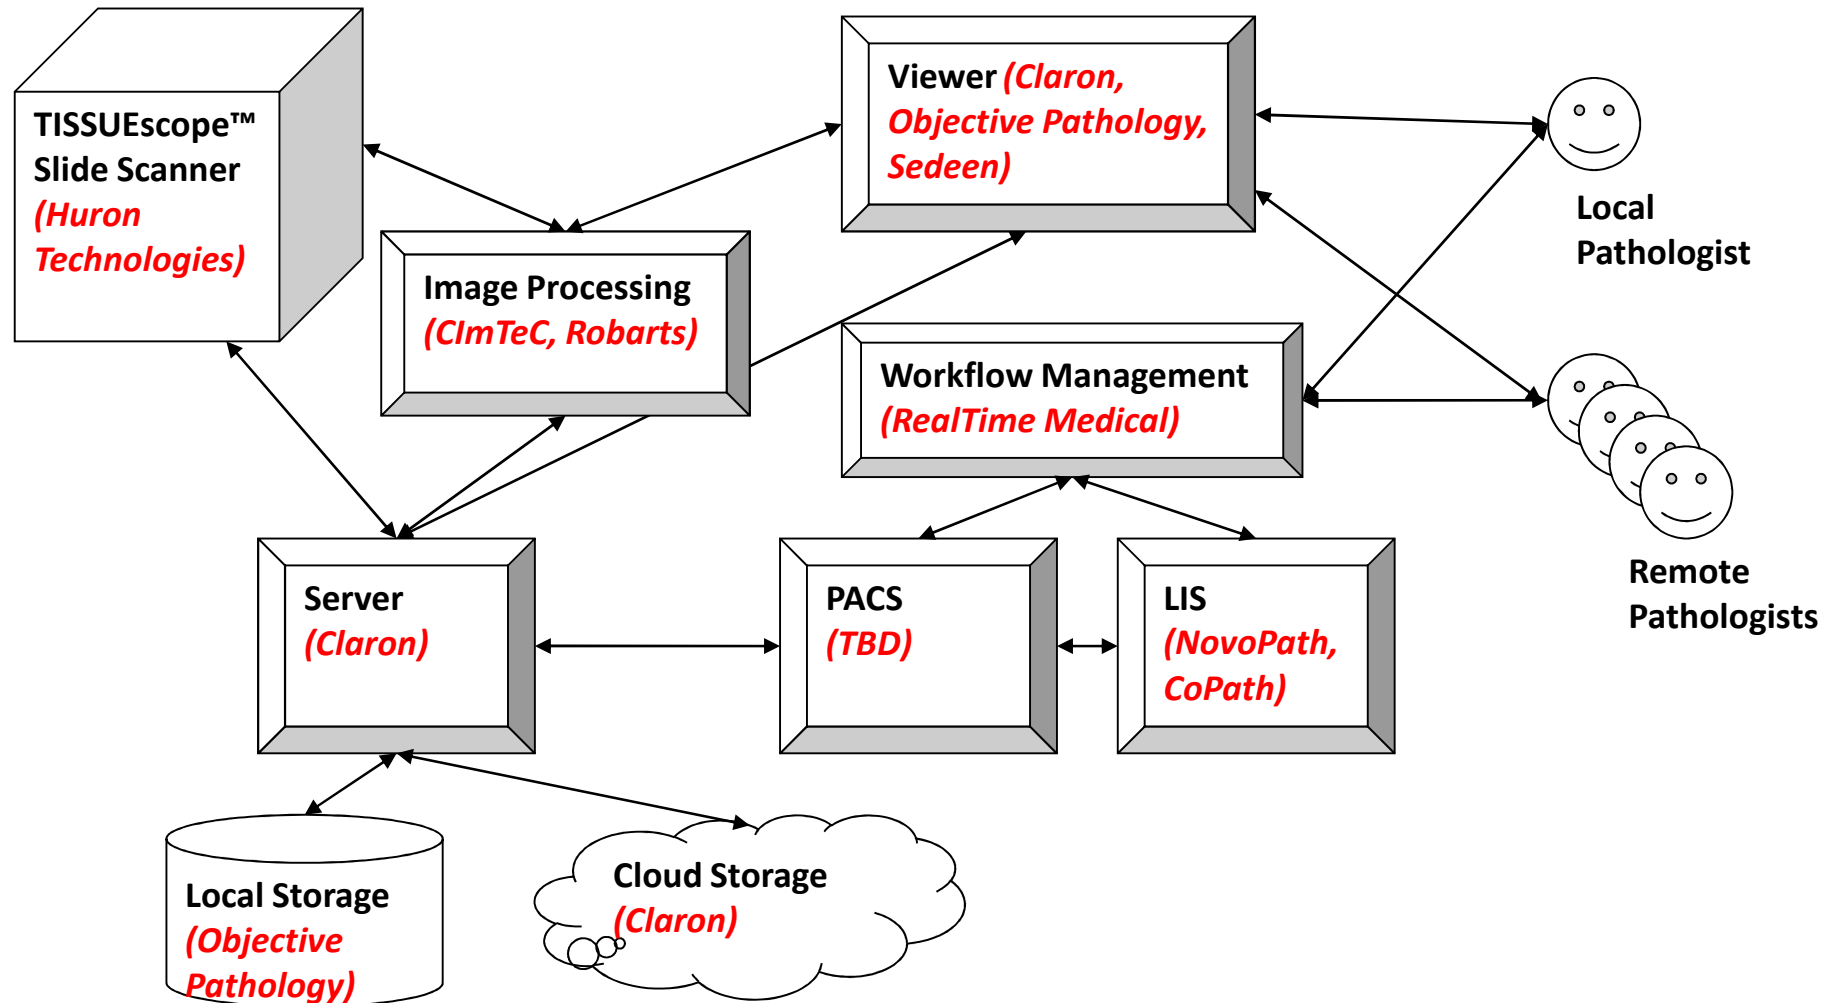 TISSUEscope™
Slide Scanner
(Huron
Technologies)
Viewer (Claron,
Objective Pathology,
Sedeen)
Local
Pathologist
Image Processing
(CImTeC, Robarts)
Workflow Management
(RealTime Medical)
Remote
Pathologists
Server
(Claron)
PACS
(TBD)
LIS
(NovoPath,
CoPath)
Local Storage
(Objective
Pathology)
Cloud Storage
(Claron)